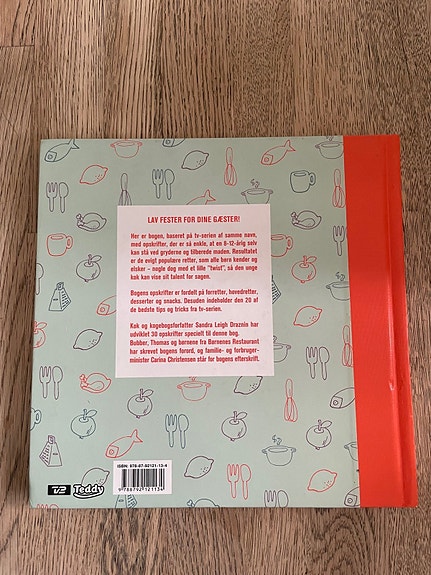 LAV FESTER FOR DINE GÆSTER!
Her er bogen, baseret på tv-serien af samme navn,
med opskrifter, der er så enkle, at en 8-12-årig selv
kan stå ved gryderne og tilberede maden. Resultatet
er de evigt populære retter, som alle børn kender og
elsker – nogle dog med et lille "twist", så den unge
kok kan vise sit talent for sagen.
Bogens opskrifter er fordelt på forretter, hovedretter,
desserter og snacks. Desuden indeholder den 20 af
de bedste tips og tricks fra tv-serien.
Kok og kogebogsforfatter Sandra Leigh Draznin har
udviklet 30 opskrifter specielt til denne bog.
Bubber, Thomas og børnene fra Børnenes Restaurant
har skrevet bogens forord, og familie- og forbruger-
minister Carina Christensen står for bogens efterskrift.
ISBN: 978-87-92121-13-4
9 788792 121134
TV2
Teddy